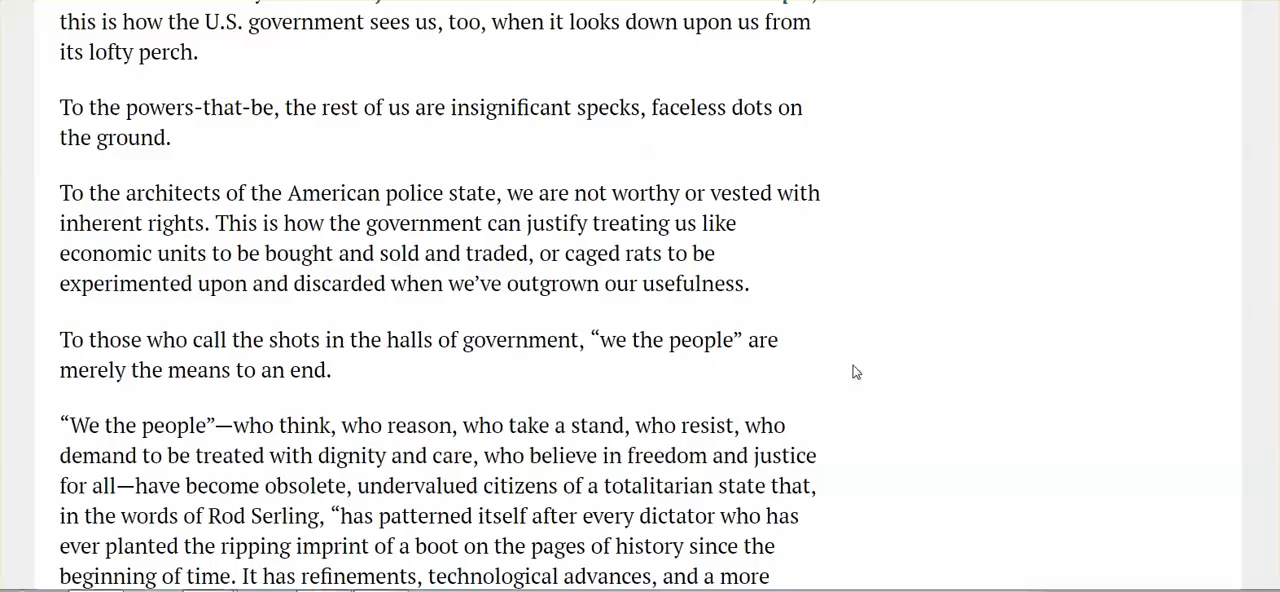 this is how the U.S. government sees us, too, when it looks down upon us from
its lofty perch.
To the powers-that-be, the rest of us are insignificant specks, faceless dots on
the ground.
To the architects of the American police state, we are not worthy or vested with
inherent rights. This is how the government can justify treating us like
economic units to be bought and sold and traded, or caged rats to be
experimented upon and discarded when we’ve outgrown our usefulness.
To those who call the shots in the halls of government, “we the people” are
merely the means to an end.
“We the people”—who think, who reason, who take a stand, who resist, who
demand to be treated with dignity and care, who believe in freedom and justice
for all—have become obsolete, undervalued citizens of a totalitarian state that,
in the words of Rod Serling, “has patterned itself after every dictator who has
ever planted the ripping imprint of a boot on the pages of history since the
beginning of time. It has refinements, technological advances, and a more